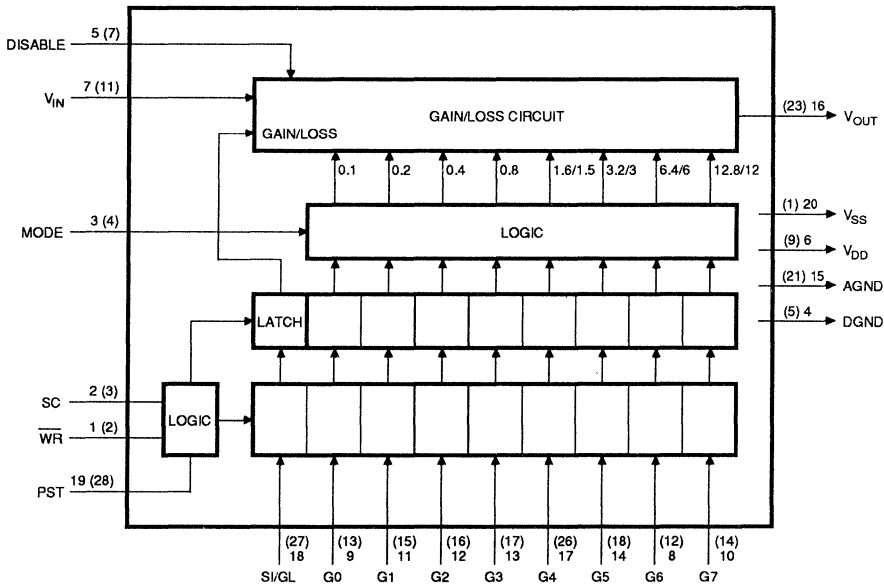 DISABLE 5 (7)
V_IN 7 (11)
GAIN/LOSS CIRCUIT
GAIN/LOSS
(23) 16 V_OUT
0.1 0.2 0.4 0.8 1.6/1.5 3.2/3 6.4/6 12.8/12
MODE 3 (4)
LOGIC
(1) 20 V_SS
(9) 6 V_DD
(21) 15 AGND
(5) 4 DGND
LATCH
SC 2 (3)
LOGIC
W̅R̅ 1 (2)
PST 19 (28)
(27) (13) (15) (16) (17) (26) (18) (12) (14)
18 9 11 12 13 17 14 8 10
SI/GL G0 G1 G2 G3 G4 G5 G6 G7